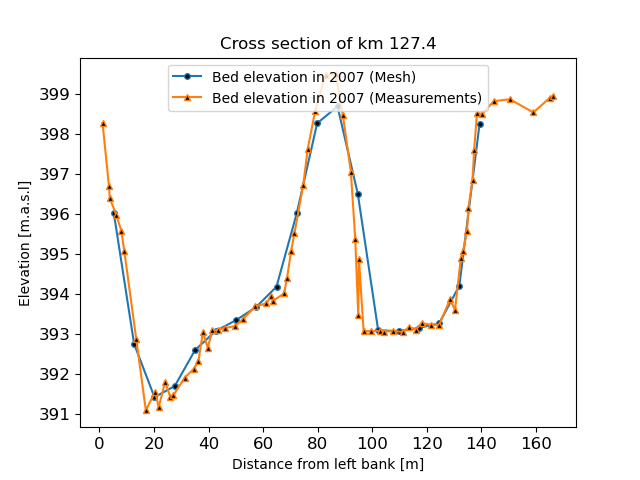 Cross section of km 127.4
Bed elevation in 2007 (Mesh)
Bed elevation in 2007 (Measurements)
Elevation [m.a.s.l]
399
398
397
396
395
394
393
392
391
0 20 40 60 80 100 120 140 160
Distance from left bank [m]